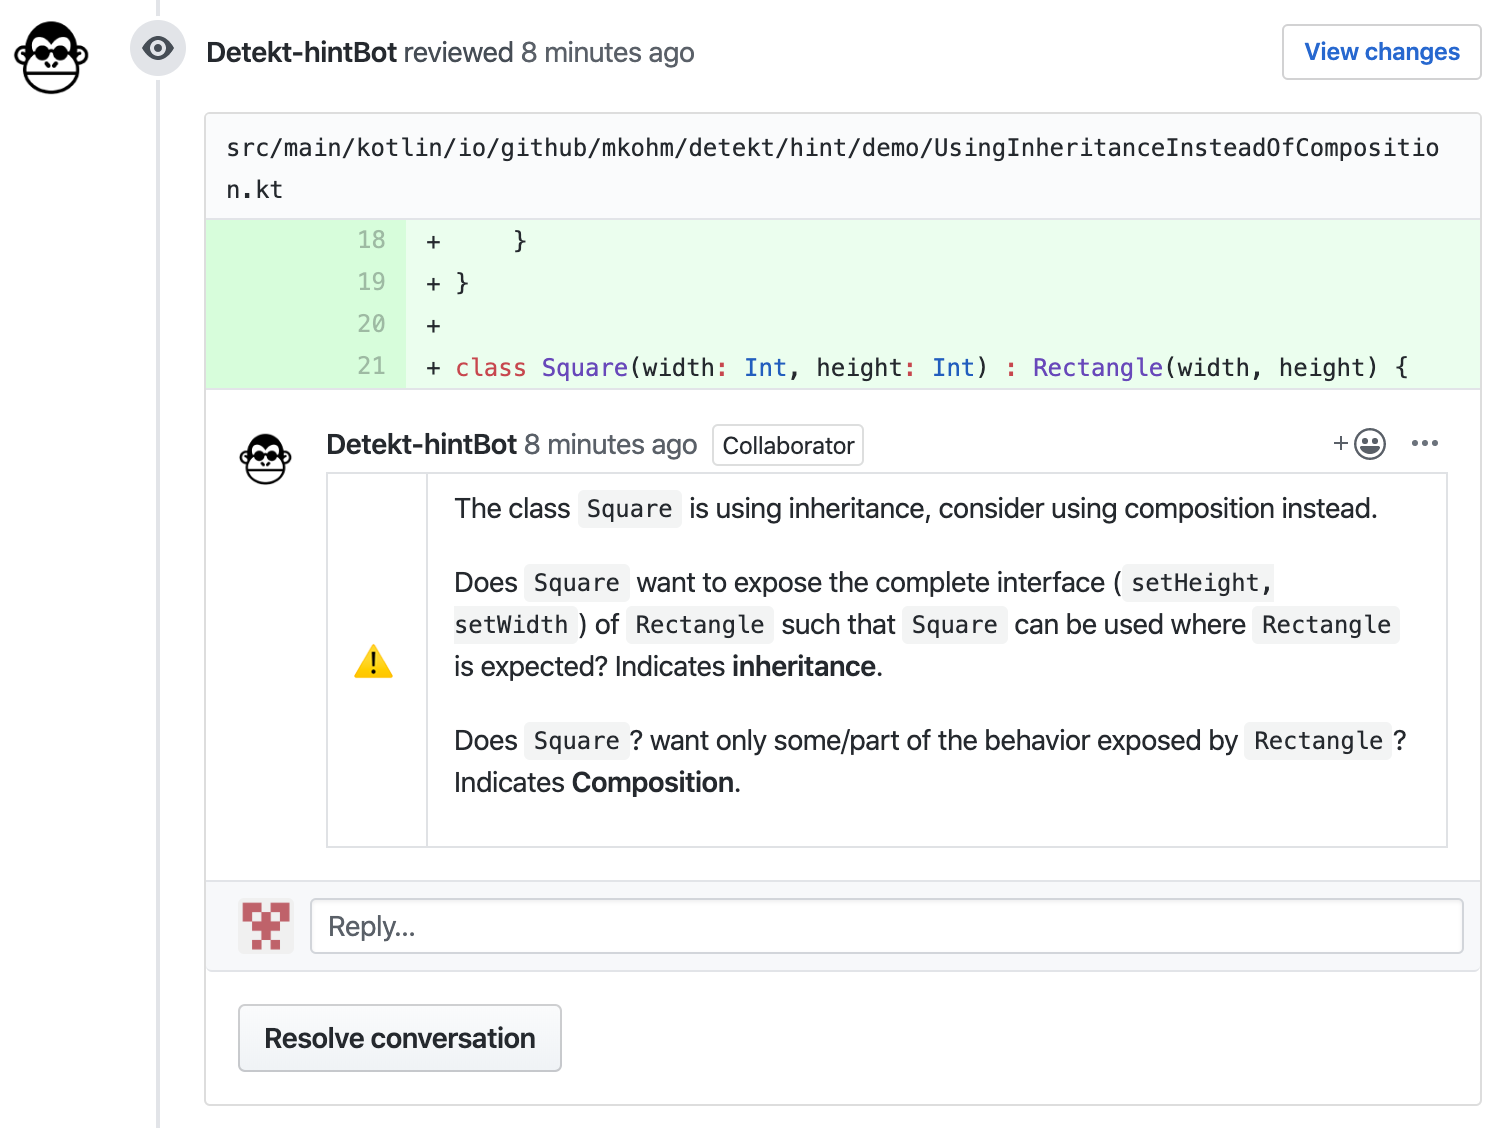 Detekt-hintBot reviewed 8 minutes ago
View changes
src/main/kotlin/io/github/mkohm/detekt/hint/demo/UsingInheritanceInsteadOfCompositio
n.kt
18 +     }
19 + }
20 +
21 + class Square(width: Int, height: Int) : Rectangle(width, height) {
Detekt-hintBot 8 minutes ago Collaborator
The class Square is using inheritance, consider using composition instead.
Does Square want to expose the complete interface (setHeight,
setWidth) of Rectangle such that Square can be used where Rectangle
is expected? Indicates inheritance.
Does Square? want only some/part of the behavior exposed by Rectangle?
Indicates Composition.
Reply...
Resolve conversation